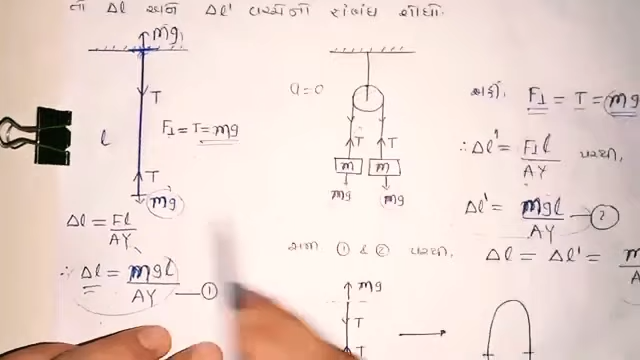 તો Δl અને Δl' વચ્ચેનો સંબંધ શોધો.
mg
T
l
F⊥ = T = mg
T
mg
Δl = Fl / AY
∴ Δl = mgl / AY — ①
a = 0
T T
m m
mg mg
અહીં F⊥ = T = mg
∴ Δl' = F⊥l / AY પરથી,
Δl' = mgl / AY — ②
સમી ① & ② પરથી,
Δl = Δl' =
mg
T
T